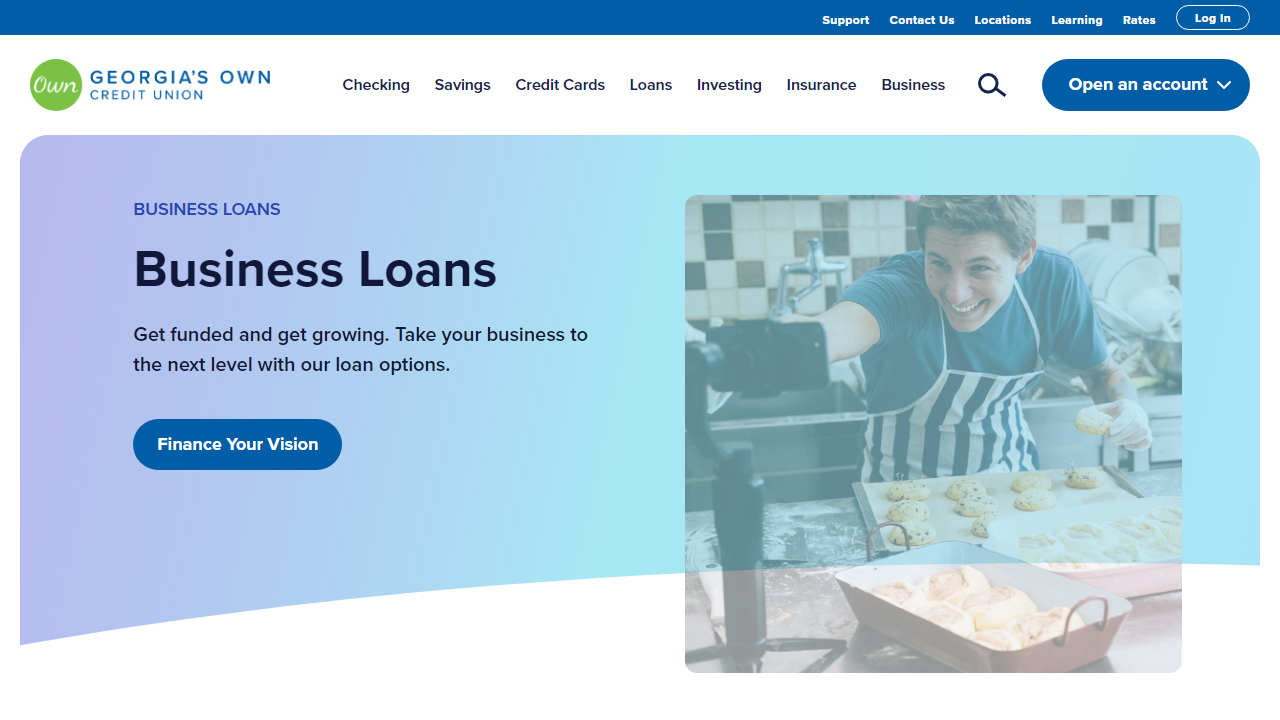 Support Contact Us Locations Learning Rates Log In
Own GEORGIA'S OWN
CREDIT UNION
Checking Savings Credit Cards Loans Investing Insurance Business Open an account
BUSINESS LOANS
Business Loans
Get funded and get growing. Take your business to
the next level with our loan options.
Finance Your Vision